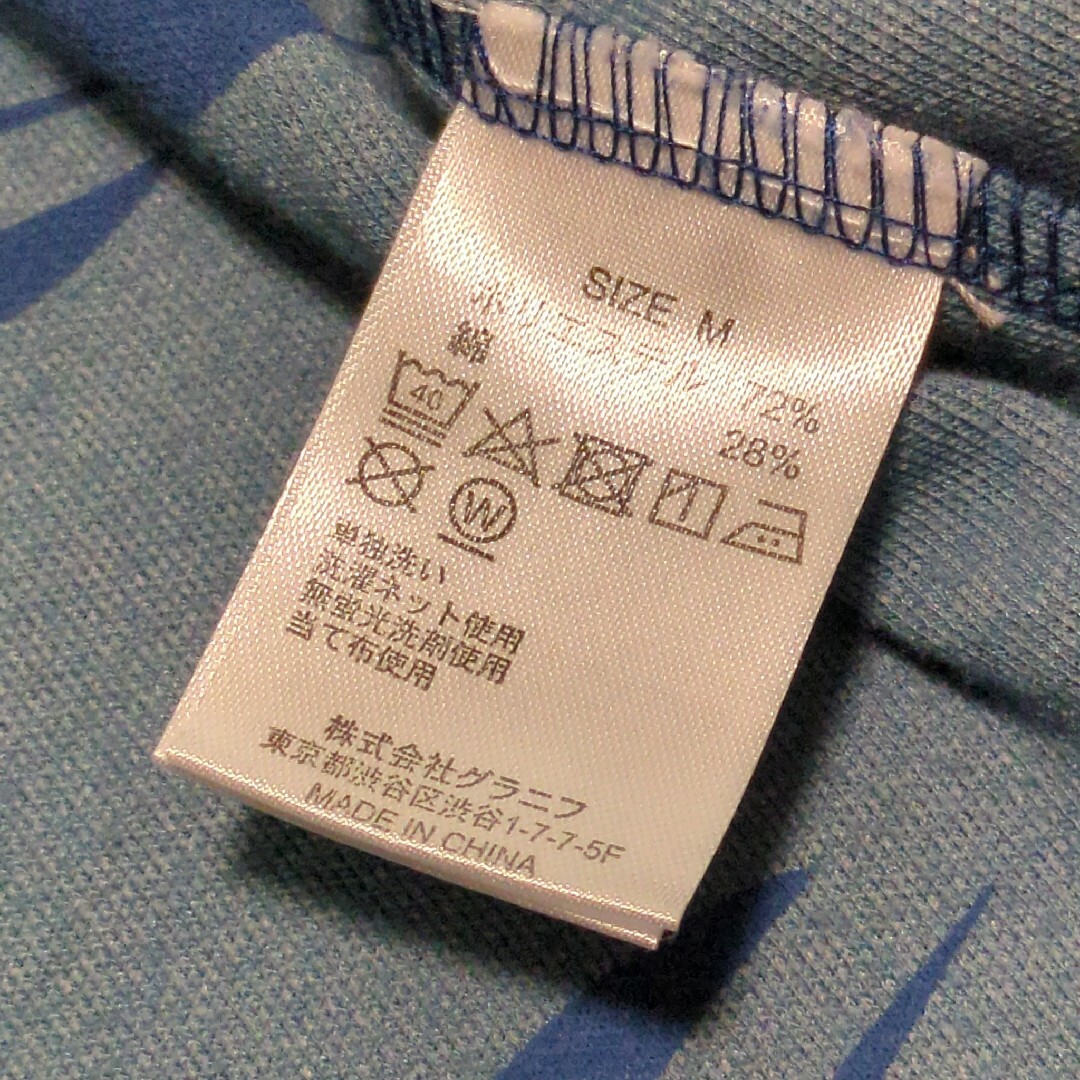 SIZE M
ポリエステル 72%
綿 28%
40
W
単独洗い
洗濯ネット使用
無蛍光洗剤使用
当て布使用
株式会社グラニフ
東京都渋谷区渋谷1-7-7-5F
MADE IN CHINA